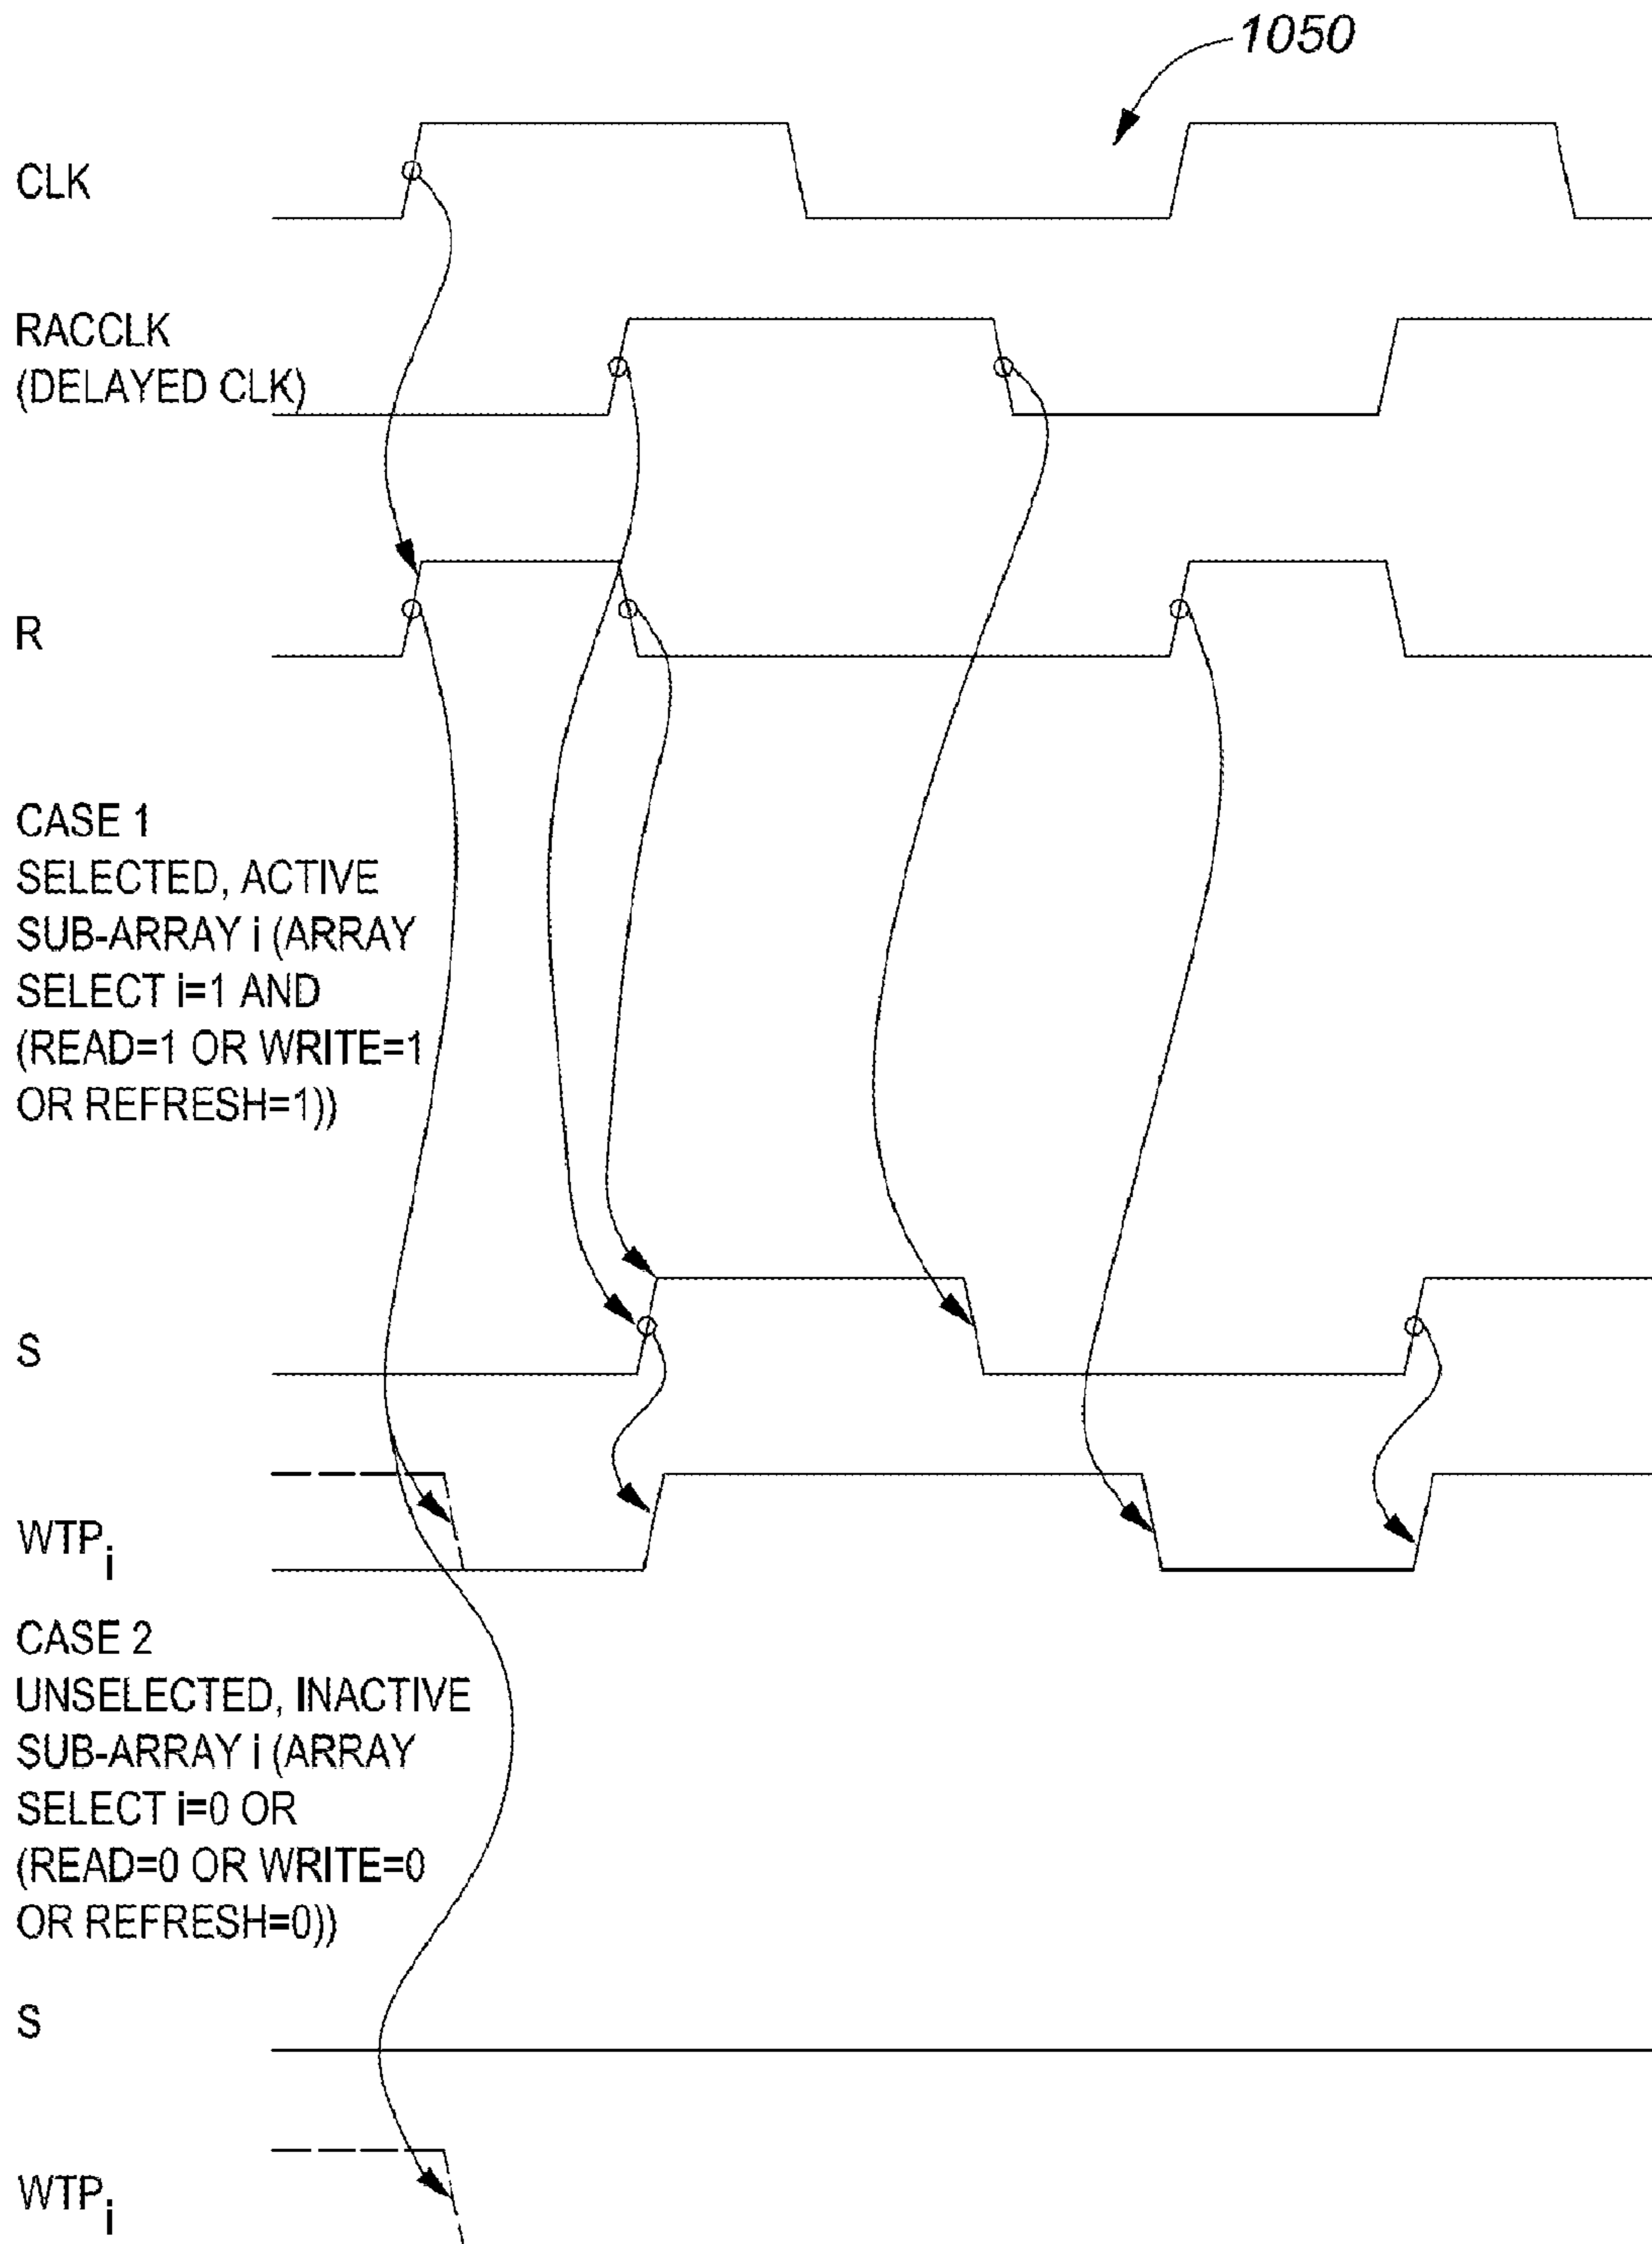 1050
CLK
RACCLK
(DELAYED CLK)
R
CASE 1
SELECTED, ACTIVE
SUB-ARRAY i (ARRAY
SELECT i=1 AND
(READ=1 OR WRITE=1
OR REFRESH=1))
S
WTPi
CASE 2
UNSELECTED, INACTIVE
SUB-ARRAY i (ARRAY
SELECT i=0 OR
(READ=0 OR WRITE=0
OR REFRESH=0))
S
WTPi